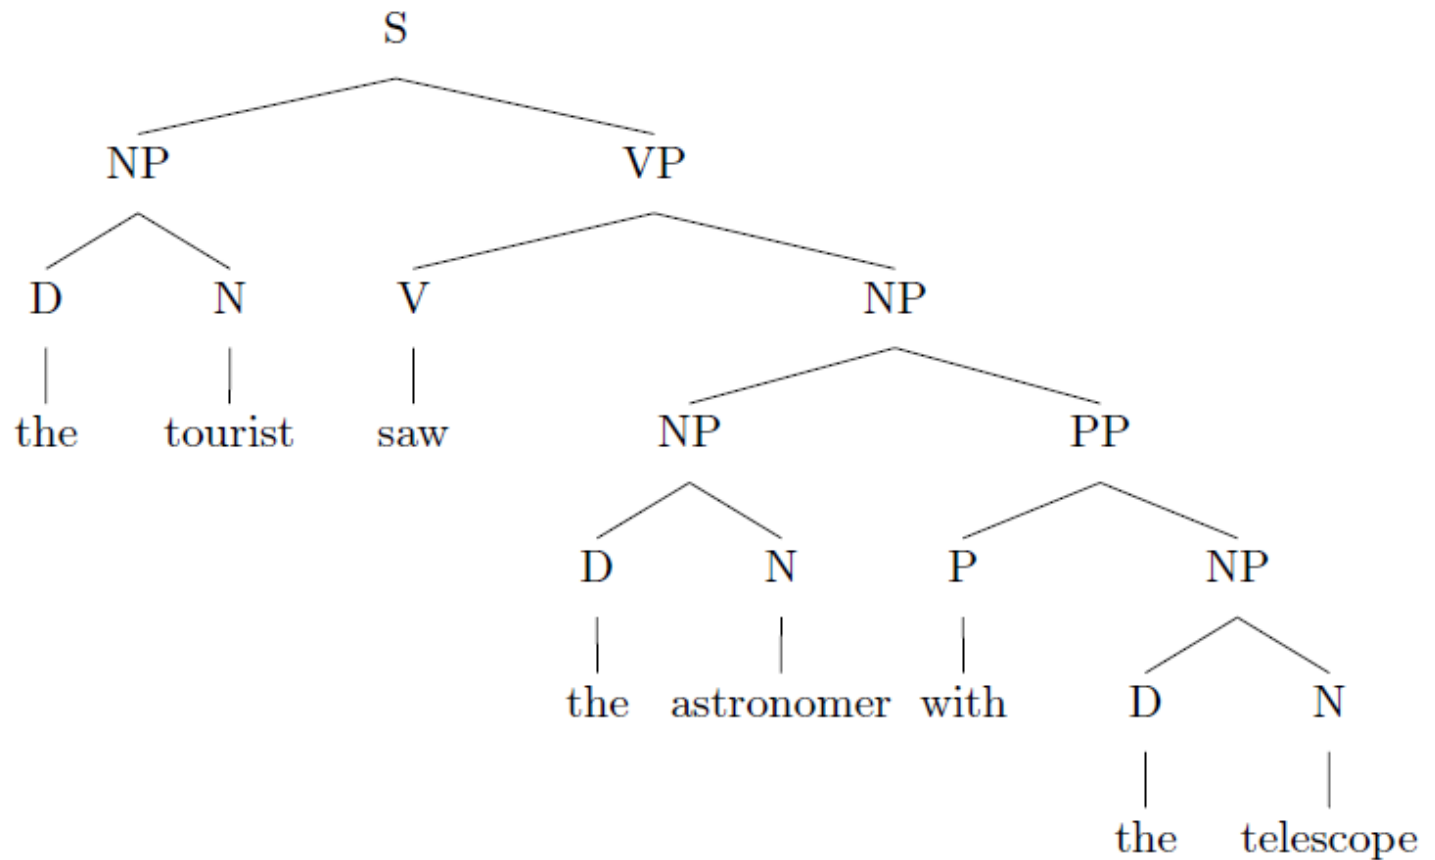 S
NP VP
D N V NP
the tourist saw NP PP
D N P NP
the astronomer with D N
the telescope